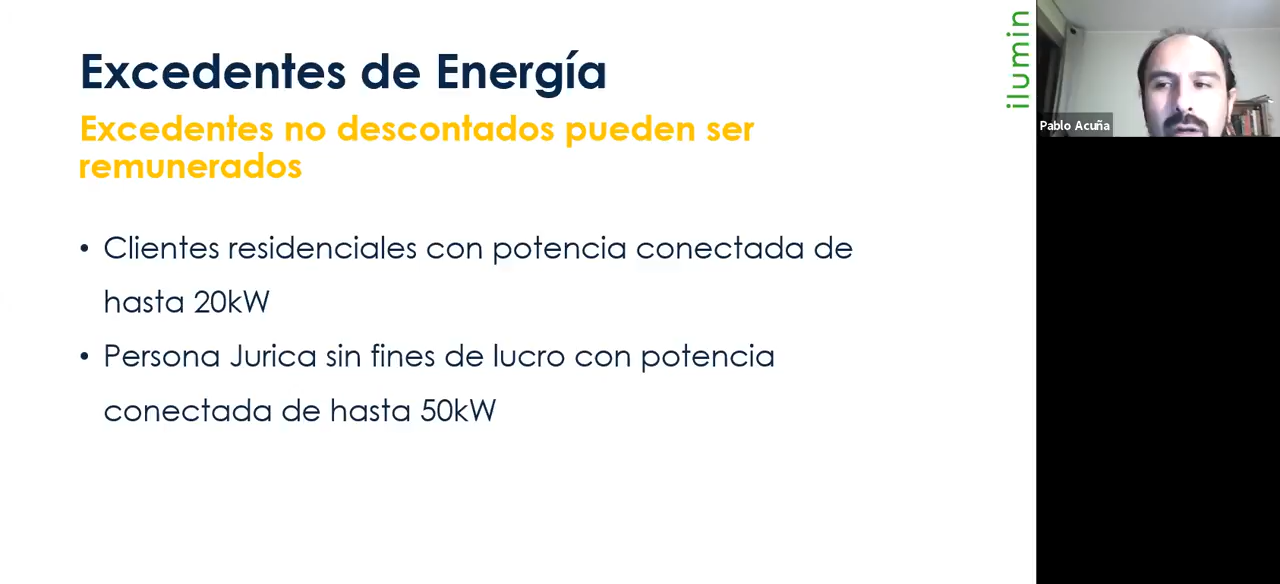 Excedentes de Energía
Excedentes no descontados pueden ser
remunerados
• Clientes residenciales con potencia conectada de
hasta 20kW
• Persona Jurica sin fines de lucro con potencia
conectada de hasta 50kW
ilumin
Pablo Acuña